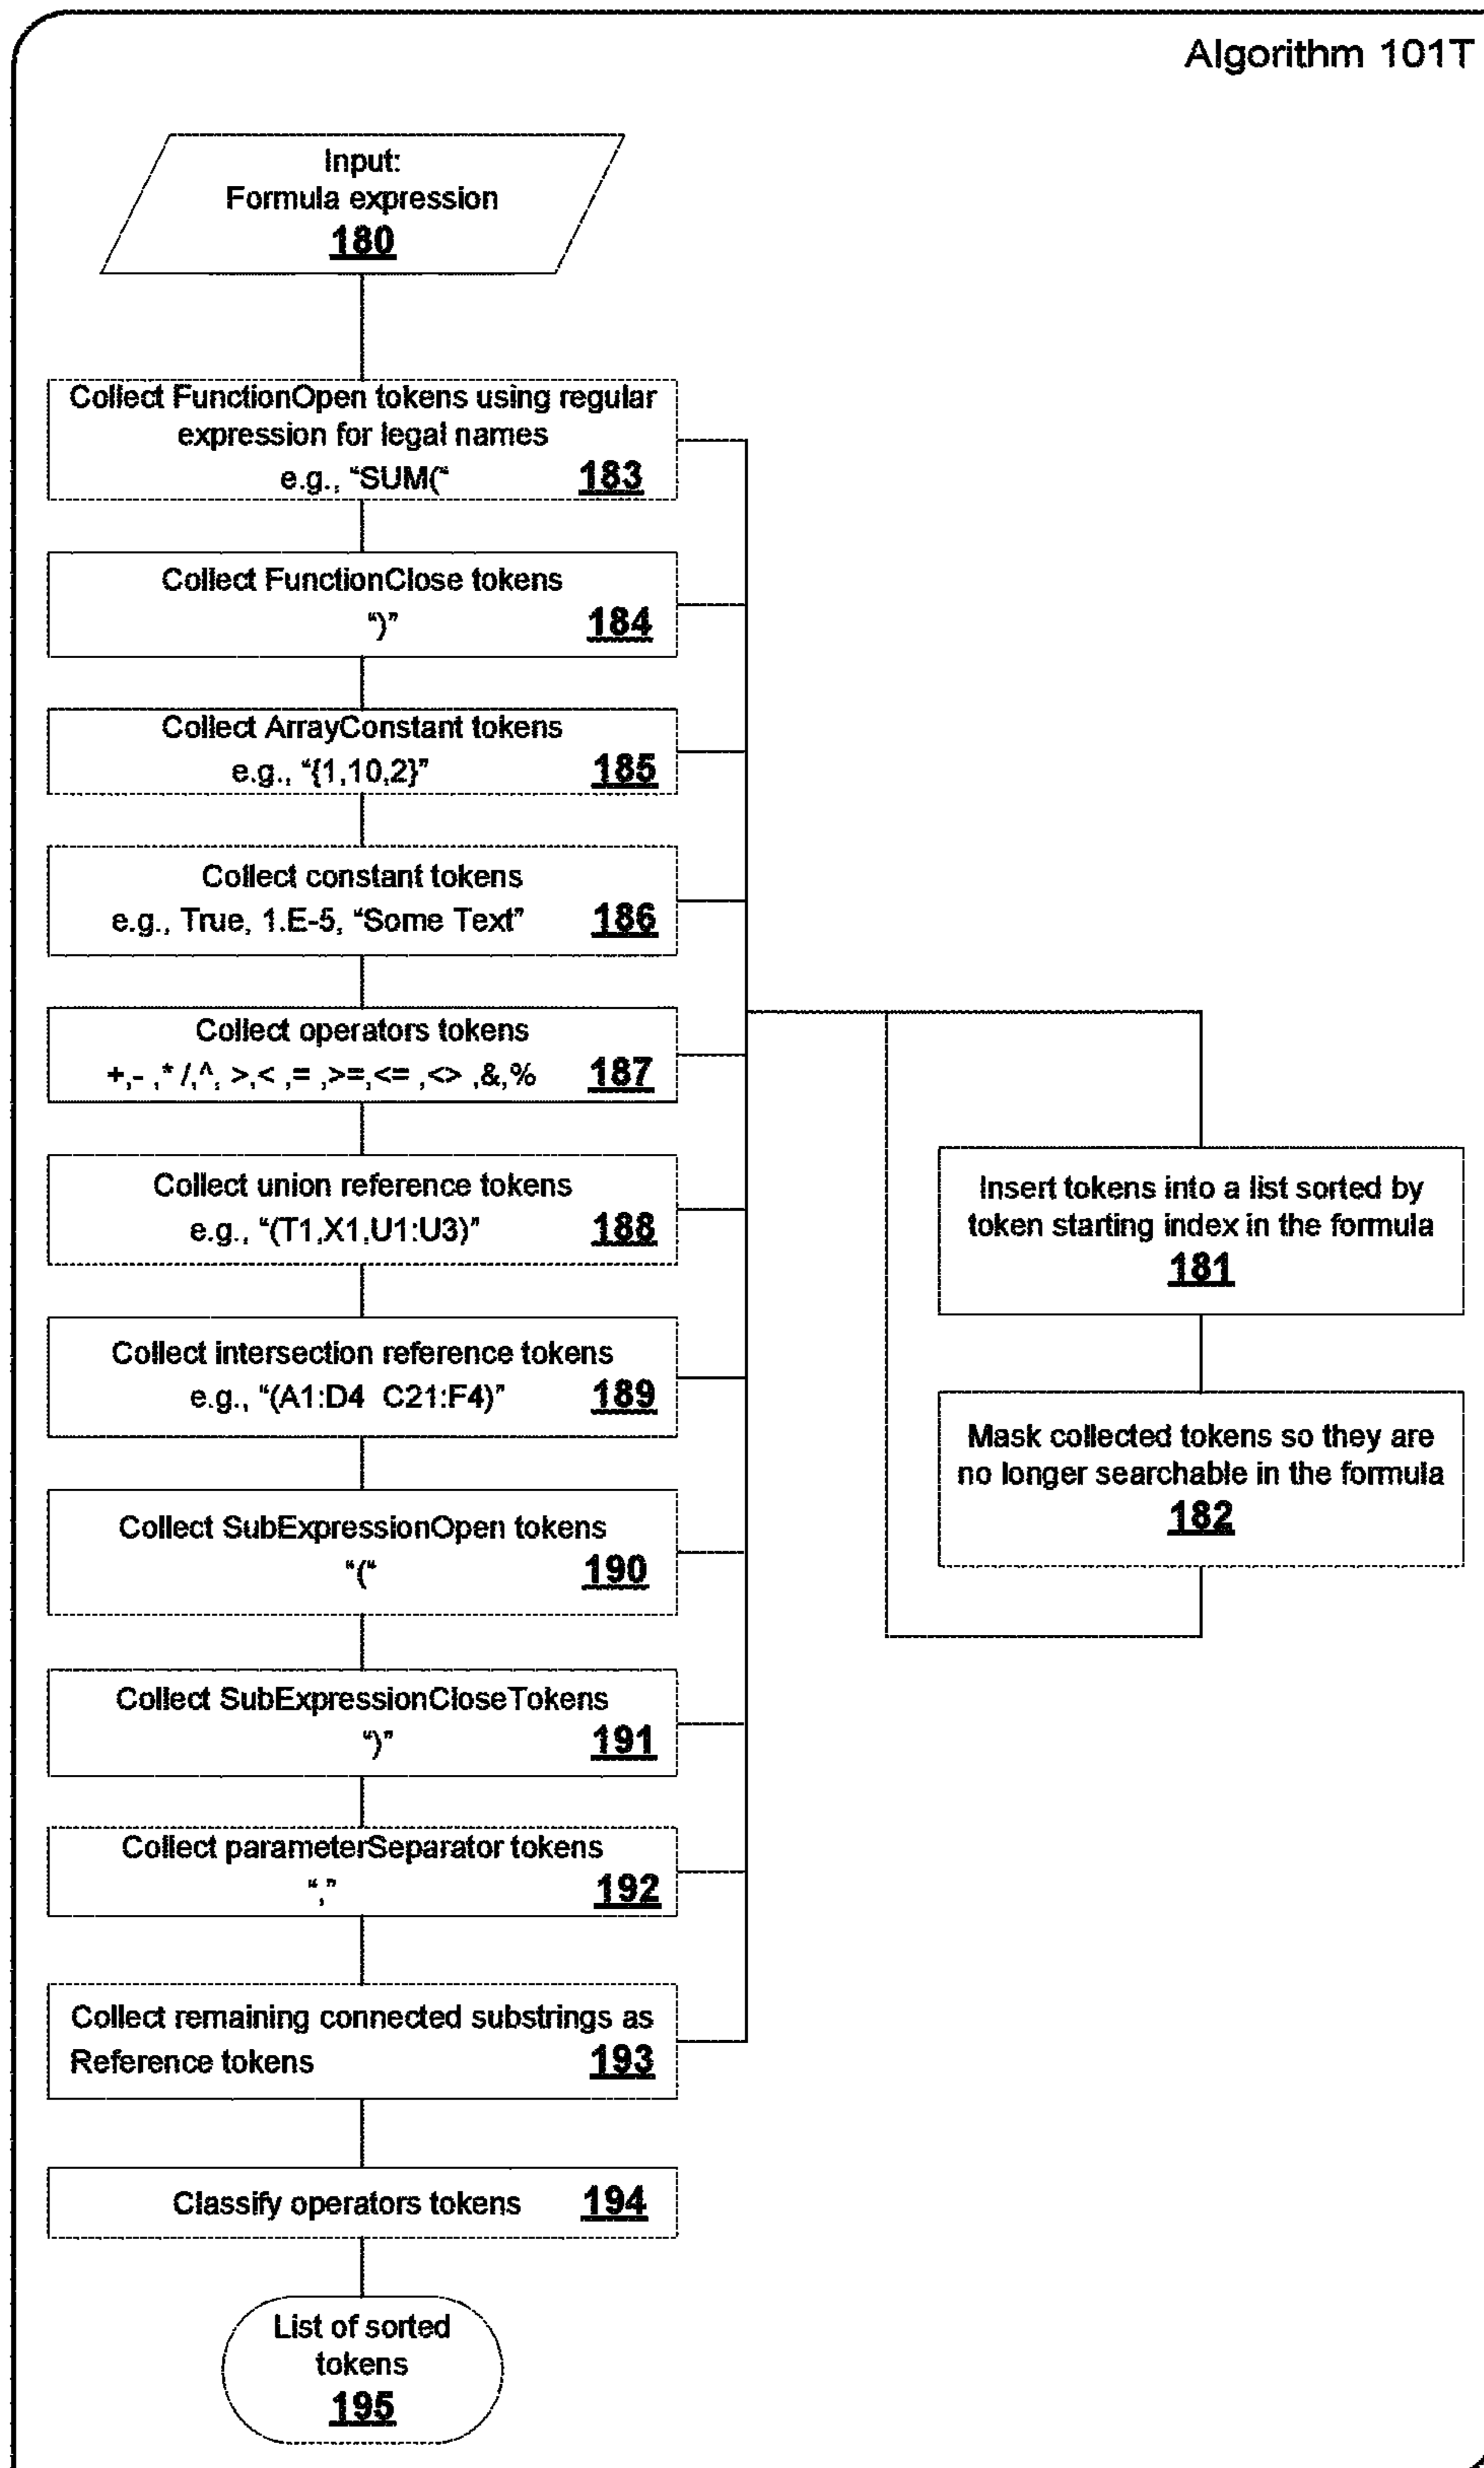 Algorithm 101T
Input:
Formula expression
180
Collect FunctionOpen tokens using regular
expression for legal names
e.g., “SUM(“ 183
Collect FunctionClose tokens
“)” 184
Collect ArrayConstant tokens
e.g., “{1,10,2}” 185
Collect constant tokens
e.g., True, 1.E-5, “Some Text” 186
Collect operators tokens
+,- ,* /,^, >,< ,= ,>=,<= ,<> ,&,% 187
Collect union reference tokens
e.g., “(T1,X1,U1:U3)” 188
Collect intersection reference tokens
e.g., “(A1:D4 C21:F4)” 189
Collect SubExpressionOpen tokens
“(“ 190
Collect SubExpressionCloseTokens
“)” 191
Collect parameterSeparator tokens
“,” 192
Collect remaining connected substrings as
Reference tokens 193
Classify operators tokens 194
List of sorted
tokens
195
Insert tokens into a list sorted by
token starting index in the formula
181
Mask collected tokens so they are
no longer searchable in the formula
182